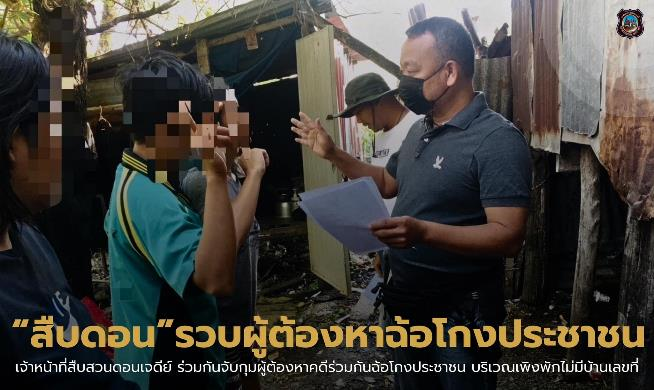 “สืบดอน”รวบผู้ต้องหาฉ้อโกงประชาชน
เจ้าหน้าที่สืบสวนดอนเจดีย์ ร่วมกันจับกุมผู้ต้องหาคดีร่วมกันฉ้อโกงประชาชน บริเวณเพิงพักไม่มีบ้านเลขที่